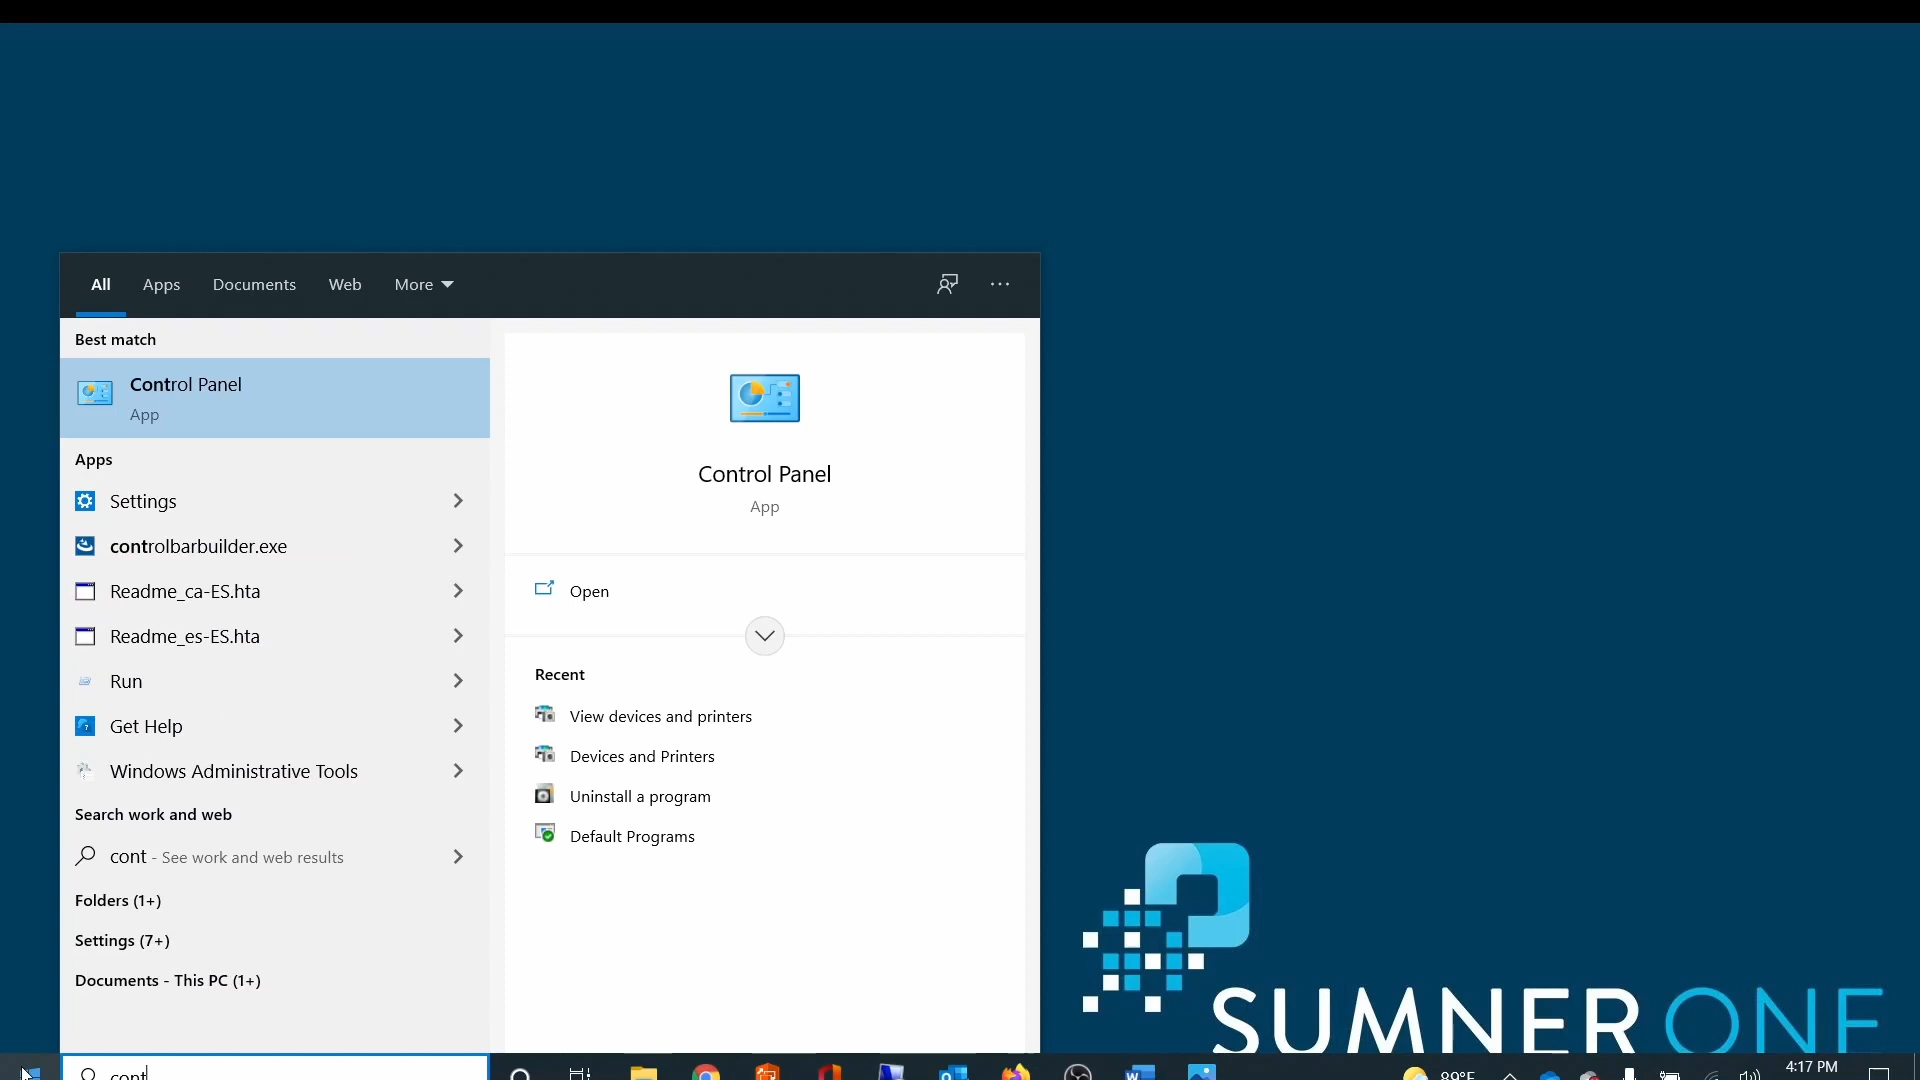 All Apps Documents Web More
Best match
Control Panel
App
Apps
Settings
controlbarbuilder.exe
Readme_ca-ES.hta
Readme_es-ES.hta
Run
Get Help
Windows Administrative Tools
Search work and web
cont - See work and web results
Folders (1+)
Settings (7+)
Documents - This PC (1+)
cont
Control Panel
App
Open
Recent
View devices and printers
Devices and Printers
Uninstall a program
Default Programs
SUMNERONE
89°F
4:17 PM